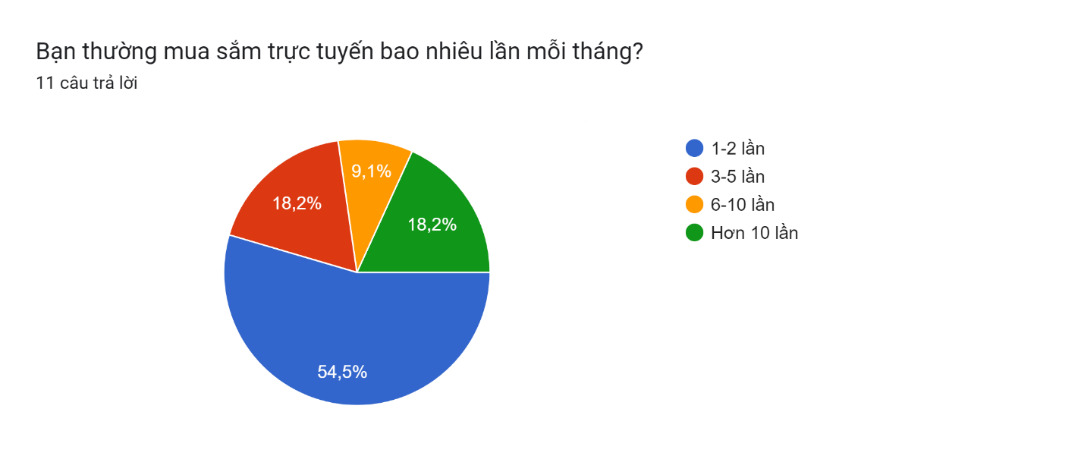 Bạn thường mua sắm trực tuyến bao nhiêu lần mỗi tháng?
11 câu trả lời
1-2 lần
3-5 lần
6-10 lần
Hơn 10 lần
9,1%
18,2%
18,2%
54,5%